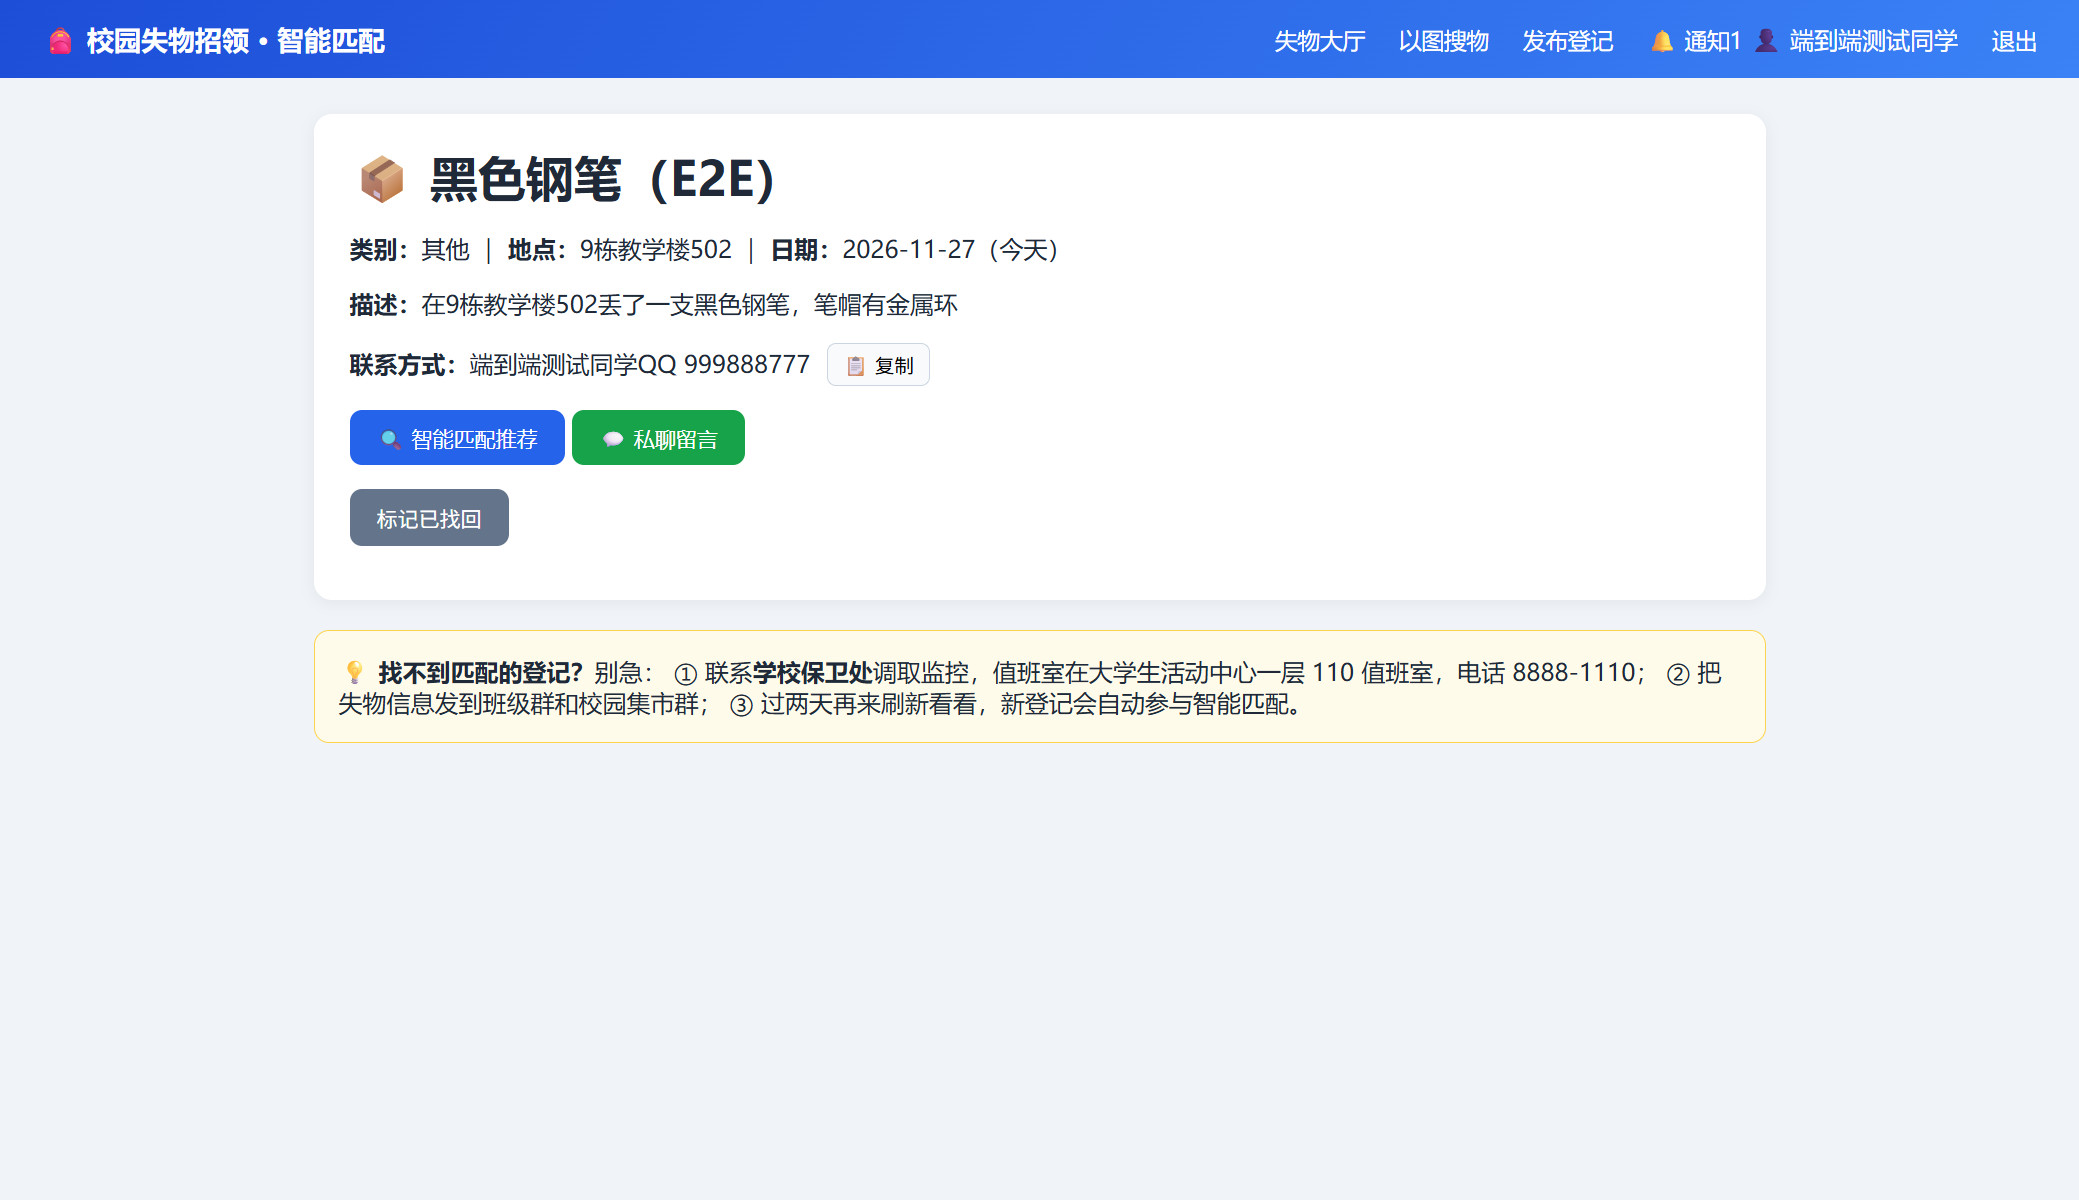 校园失物招领 · 智能匹配
失物大厅 以图搜物 发布登记 通知1 端到端测试同学 退出
黑色钢笔（E2E）
类别：其他 | 地点：9栋教学楼502 | 日期：2026-11-27（今天）
描述：在9栋教学楼502丢了一支黑色钢笔，笔帽有金属环
联系方式：端到端测试同学QQ 999888777 复制
智能匹配推荐 私聊留言
标记已找回
找不到匹配的登记？别急： ① 联系学校保卫处调取监控，值班室在大学生活动中心一层 110 值班室，电话 8888-1110； ② 把
失物信息发到班级群和校园集市群； ③ 过两天再来刷新看看，新登记会自动参与智能匹配。